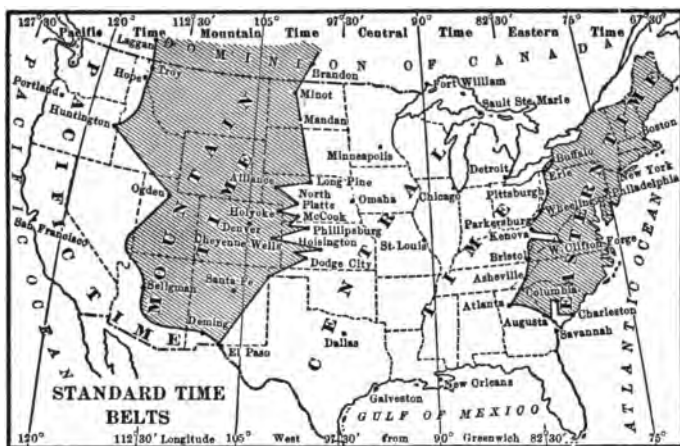 127°30' 120° 112°30' 105° 97°30' 90° 82°30' 75° 67°30'
Pacific Time Mountain Time Central Time Eastern Time
Laggan
DOMINION OF CANADA
Hope
Troy
Brandon
Portland
Minot
Fort William
Sault Ste. Marie
Huntington
Mandan
Boston
Minneapolis
Buffalo
Detroit
Erie
New York
Ogden
Alliance
Long Pine
North
Platte
Omaha
Chicago
Pittsburgh
Philadelphia
Holyoke
McCook
Wheeling
Denver
Phillipsburg
Parkersburg
San Francisco
Cheyenne Wells
Hoisington
St. Louis
Kenova
Clifton Forge
Dodge City
Bristol
Seligman
Santa Fe
Asheville
Columbia
Atlanta
Deming
Charleston
Augusta
Savannah
El Paso
Dallas
PACIFIC TIME
MOUNTAIN TIME
CENTRAL TIME
EASTERN TIME
PACIFIC OCEAN
ATLANTIC OCEAN
STANDARD TIME
BELTS
Galveston
New Orleans
GULF OF MEXICO
120° 112°30' Longitude 105° West 97°30' from 90° Greenwich 82°30' 75°